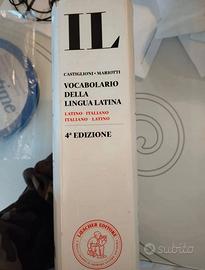 IL
CASTIGLIONI - MARIOTTI
VOCABOLARIO
DELLA
LINGUA LATINA
LATINO - ITALIANO
ITALIANO - LATINO
4ª EDIZIONE
LOESCHER EDITORE
subito